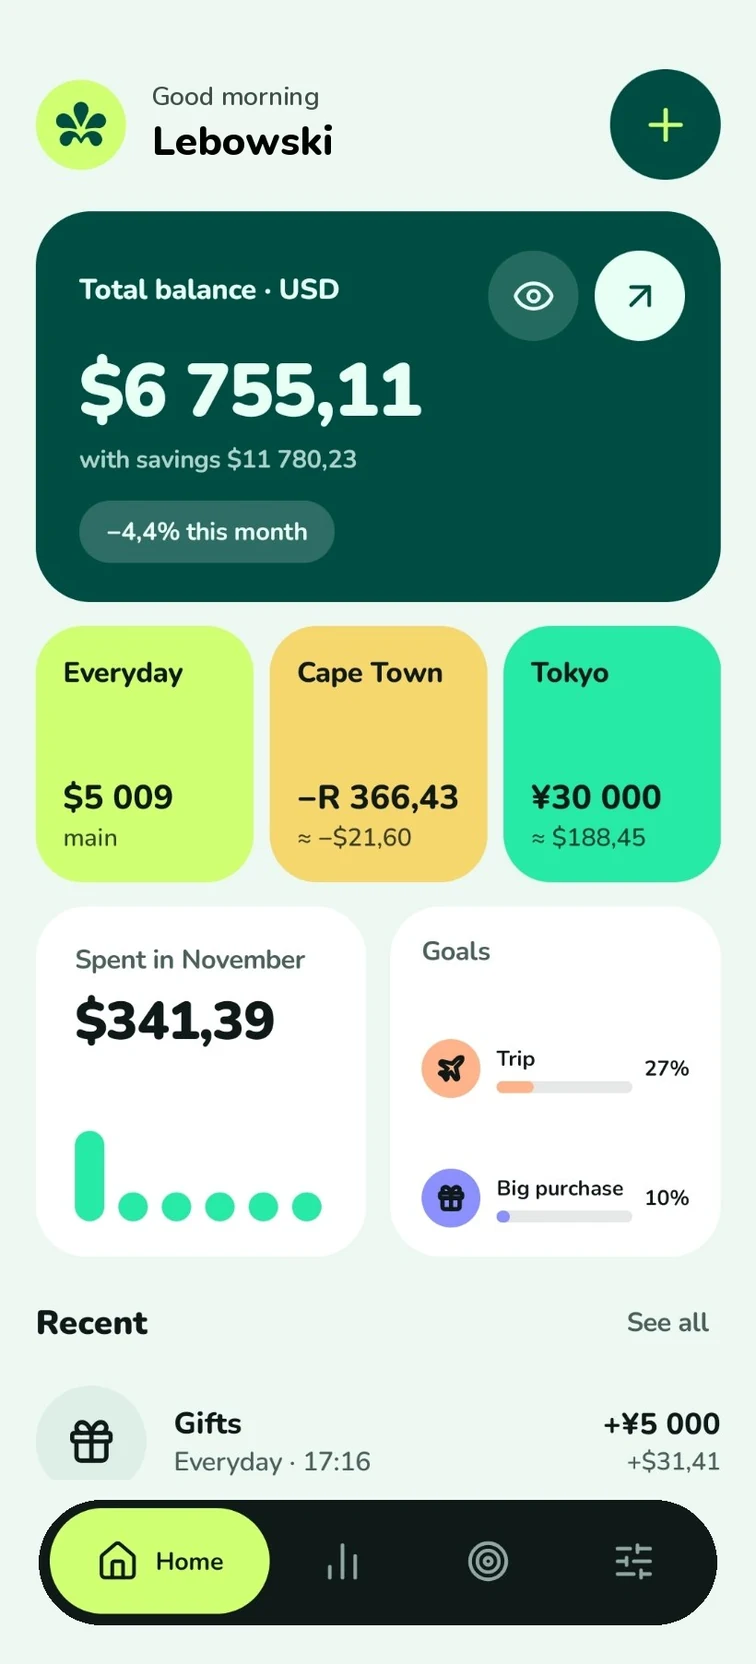 Good morning
Lebowski
Total balance · USD
$6 755,11
with savings $11 780,23
−4,4% this month
Everyday
$5 009
main
Cape Town
−R 366,43
≈ −$21,60
Tokyo
¥30 000
≈ $188,45
Spent in November
$341,39
Goals
Trip
27%
Big purchase
10%
Recent
See all
Gifts
+¥5 000
Everyday · 17:16
+$31,41
Home